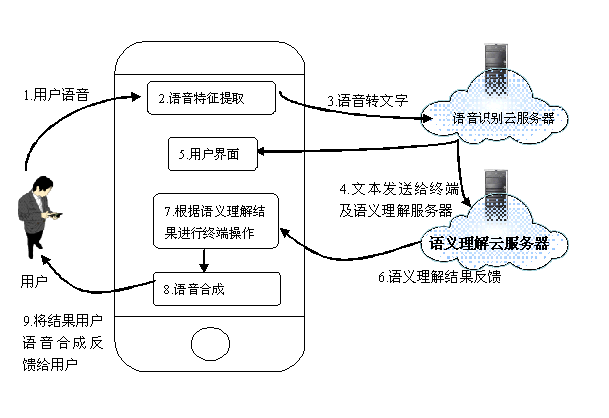 1.用户语音
2.语音特征提取
3.语音转文字
语音识别云服务器
5.用户界面
4.文本发送给终端
及语义理解服务器
7.根据语义理解结
果进行终端操作
语义理解云服务器
6.语义理解结果反馈
用户
8.语音合成
9.将结果用户
语音合成反
馈给用户